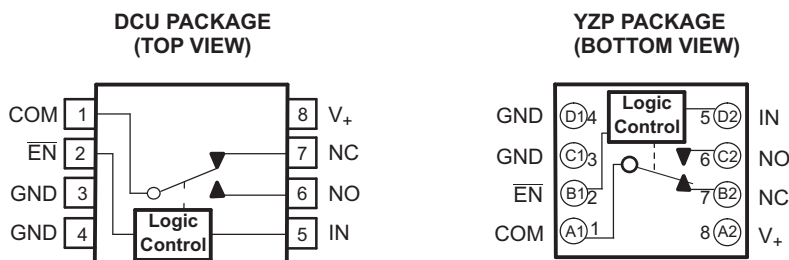 DCU PACKAGE
(TOP VIEW)
COM 1
EN 2
GND 3
GND 4
8 V+
7 NC
6 NO
5 IN
Logic
Control
YZP PACKAGE
(BOTTOM VIEW)
GND D1 4
GND C1 3
EN B1 2
COM A1 1
Logic
Control
5 D2 IN
6 C2 NO
7 B2 NC
8 A2 V+